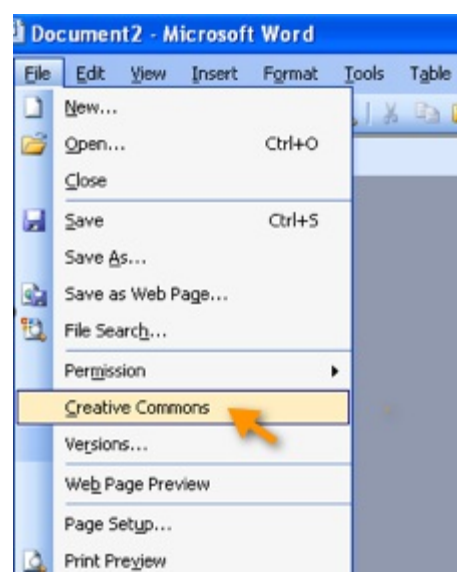 Document2 - Microsoft Word
File Edit View Insert Format Tools Table
New...
Open... Ctrl+O
Close
Save Ctrl+S
Save As...
Save as Web Page...
File Search...
Permission
Creative Commons
Versions...
Web Page Preview
Page Setup...
Print Preview